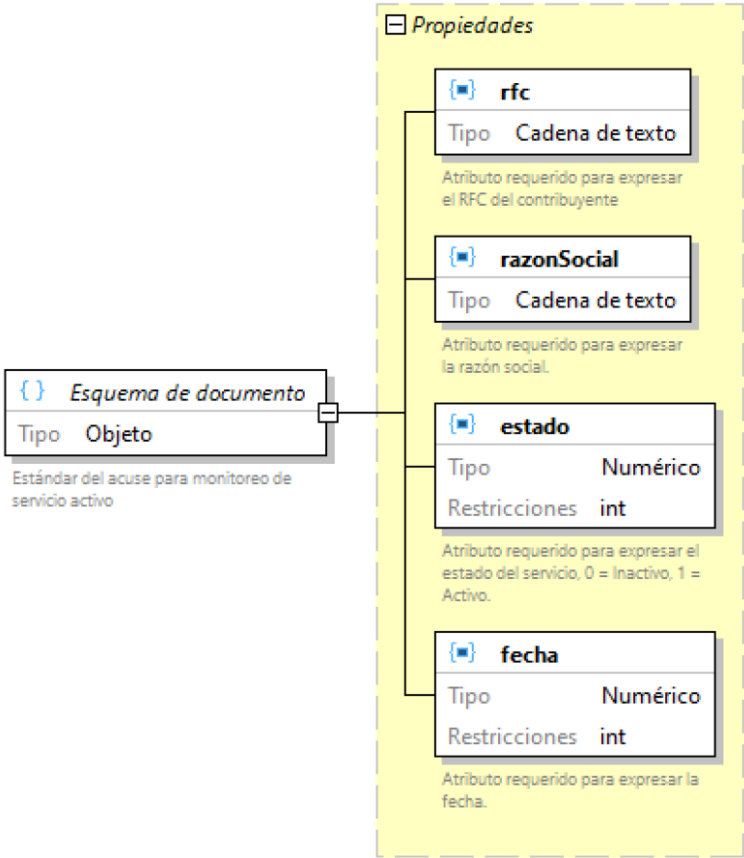 Propiedades
rfc
Tipo Cadena de texto
Atributo requerido para expresar
el RFC del contribuyente
razonSocial
Tipo Cadena de texto
Atributo requerido para expresar
la razón social.
{ } Esquema de documento
Tipo Objeto
Estándar del acuse para monitoreo de
servicio activo
estado
Tipo Numérico
Restricciones int
Atributo requerido para expresar el
estado del servicio, 0 = Inactivo, 1 =
Activo.
fecha
Tipo Numérico
Restricciones int
Atributo requerido para expresar la
fecha.